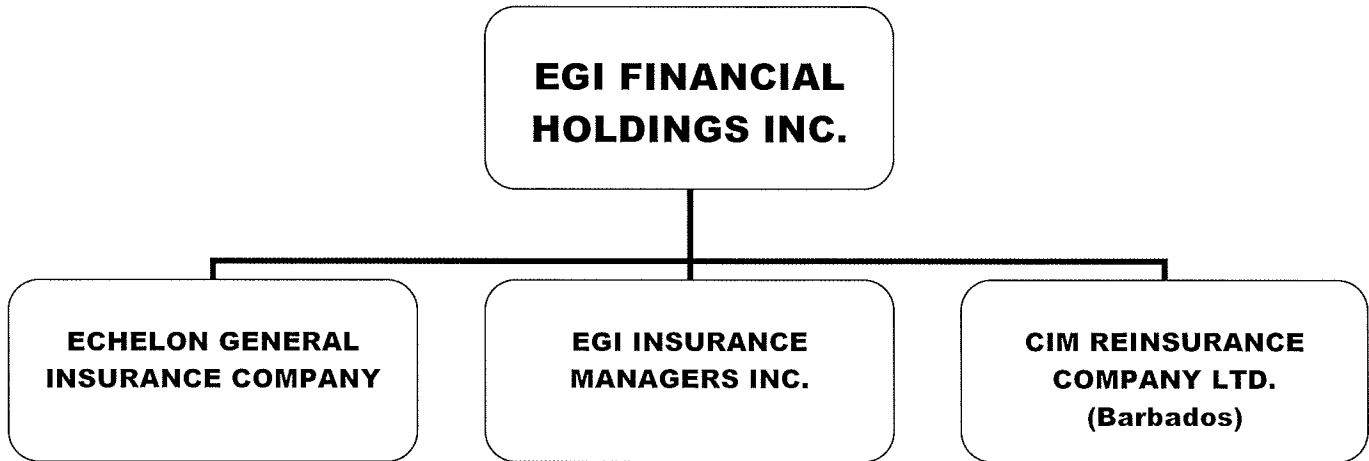 EGI FINANCIAL
HOLDINGS INC.
ECHELON GENERAL
INSURANCE COMPANY
EGI INSURANCE
MANAGERS INC.
CIM REINSURANCE
COMPANY LTD.
(Barbados)